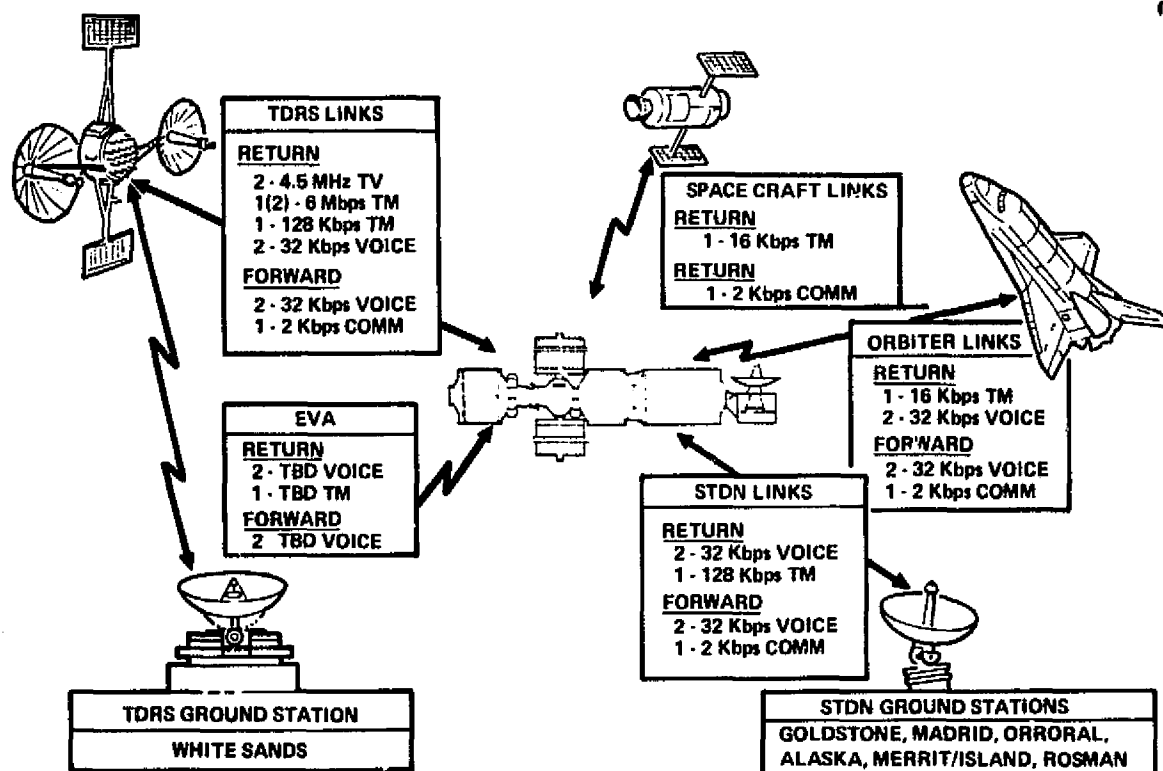 TDRS LINKS
RETURN
2 - 4.5 MHz TV
1(2) - 6 Mbps TM
1 - 128 Kbps TM
2 - 32 Kbps VOICE
FORWARD
2 - 32 Kbps VOICE
1 - 2 Kbps COMM
SPACE CRAFT LINKS
RETURN
1 - 16 Kbps TM
RETURN
1 - 2 Kbps COMM
ORBITER LINKS
RETURN
1 - 16 Kbps TM
2 - 32 Kbps VOICE
FORWARD
2 - 32 Kbps VOICE
1 - 2 Kbps COMM
EVA
RETURN
2 - TBD VOICE
1 - TBD TM
FORWARD
2 TBD VOICE
STDN LINKS
RETURN
2 - 32 Kbps VOICE
1 - 128 Kbps TM
FORWARD
2 - 32 Kbps VOICE
1 - 2 Kbps COMM
TDRS GROUND STATION
WHITE SANDS
STDN GROUND STATIONS
GOLDSTONE, MADRID, ORRORAL,
ALASKA, MERRIT/ISLAND, ROSMAN